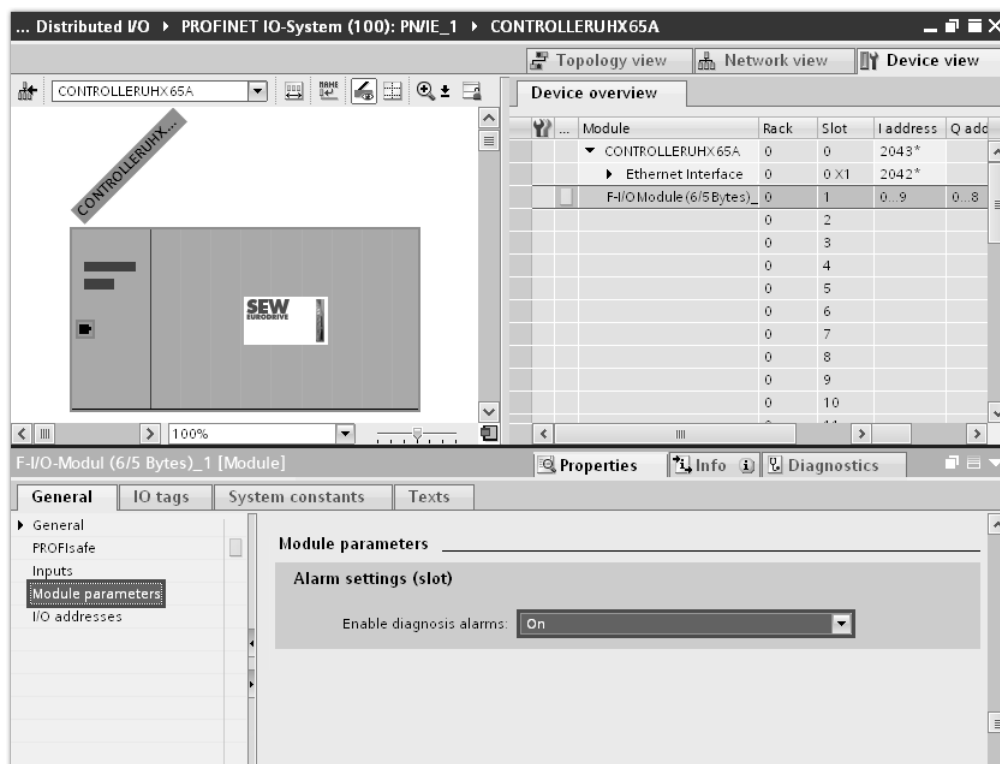 ... Distributed I/O ▸ PROFINET IO-System (100): PN/IE_1 ▸ CONTROLLERUHX65A
Topology view Network view Device view
CONTROLLERUHX65A
NAME
Device overview
... Module Rack Slot I address Q add
CONTROLLERUHX65A 0 0 2043*
Ethernet Interface 0 0 X1 2042*
F-I/O Module (6/5 Bytes)_ 0 1 0...9 0...8
0 2
0 3
0 4
0 5
0 6
0 7
0 8
0 9
0 10
CONTROLLERUHX...
SEW
EURODRIVE
100%
F-I/O-Modul (6/5 Bytes)_1 [Module]
Properties Info Diagnostics
General IO tags System constants Texts
General
PROFIsafe
Inputs
Module parameters
I/O addresses
Module parameters
Alarm settings (slot)
Enable diagnosis alarms: On